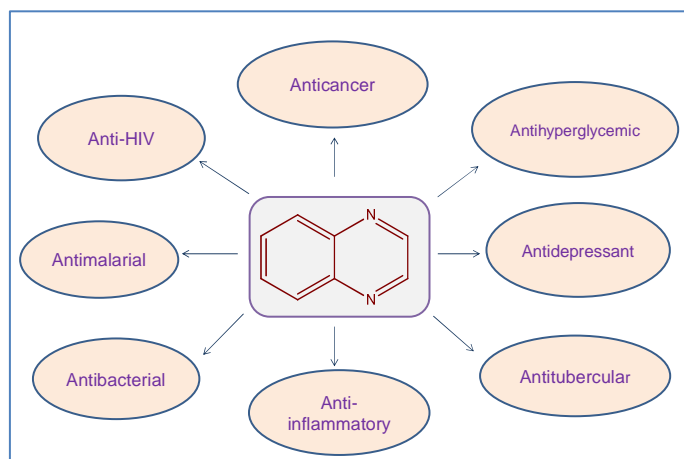 Anticancer
Anti-HIV
Antihyperglycemic
N
Antimalarial
Antidepressant
N
Antibacterial
Antitubercular
Anti-
inflammatory